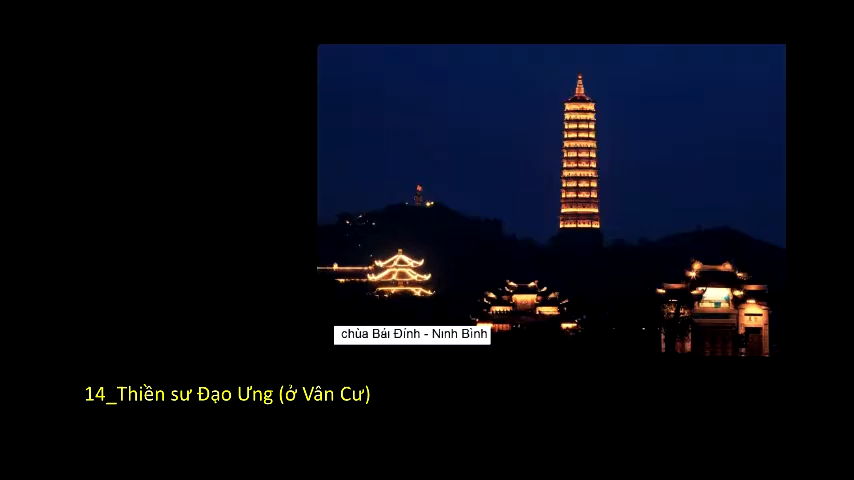 chùa Bái Đính - Ninh Bình
14_Thiền sư Đạo Ưng (ở Vân Cư)